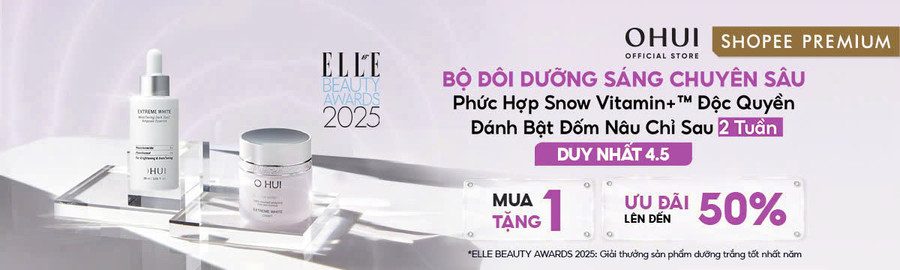 OHUI
OFFICIAL STORE
SHOPEE PREMIUM
ELLE
BEAUTY
AWARDS
2025
BỘ ĐÔI DƯỠNG SÁNG CHUYÊN SÂU
Phức Hợp Snow Vitamin+™ Độc Quyền
Đánh Bật Đốm Nâu Chỉ Sau 2 Tuần
DUY NHẤT 4.5
MUA 1
TẶNG 1
ƯU ĐÃI
LÊN ĐẾN
50%
*ELLE BEAUTY AWARDS 2025: Giải thưởng sản phẩm dưỡng trắng tốt nhất năm
EXTREME WHITE
OHUI
O HUI
EXTREME WHITE